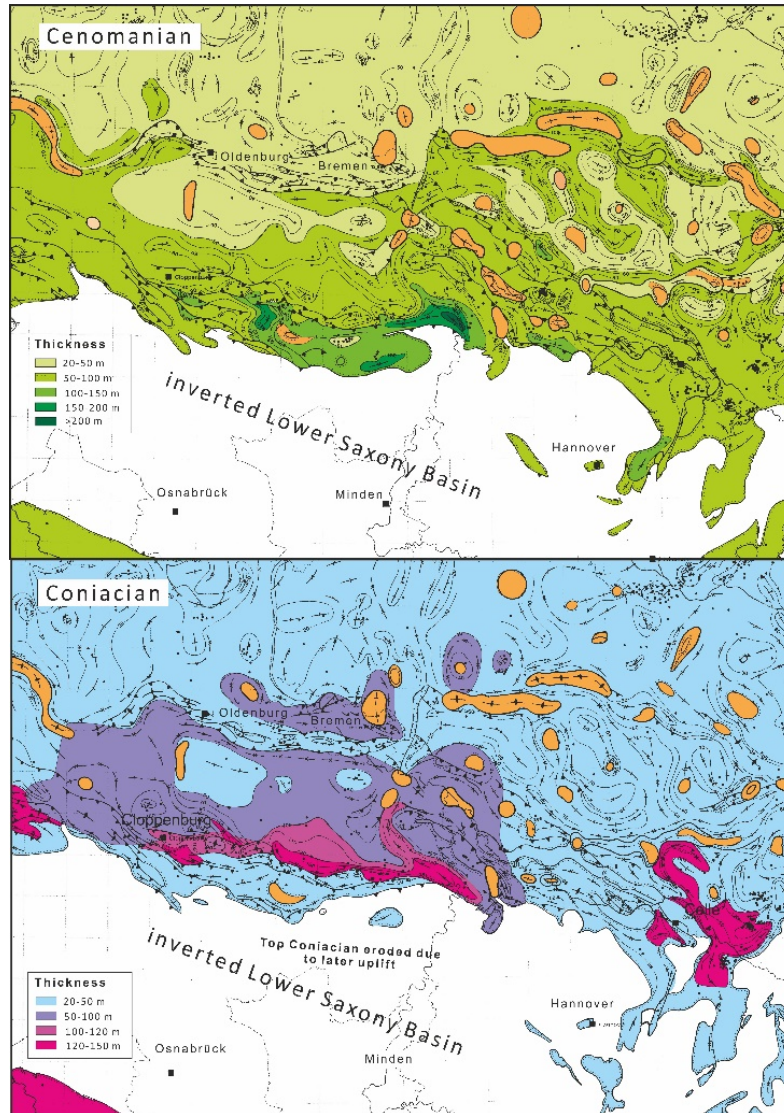 Cenomanian
Oldenburg
Bremen
Cloppenburg
Thickness
20-50 m
50-100 m
100-150 m
150-200 m
>200 m
inverted Lower Saxony Basin
Celle
Hannover
Osnabrück
Minden
Coniacian
Oldenburg
Bremen
Cloppenburg
Celle
Top Coniacian eroded due
to later uplift
inverted Lower Saxony Basin
Thickness
20-50 m
50-100 m
100-120 m
120-150 m
Hannover
Osnabrück
Minden